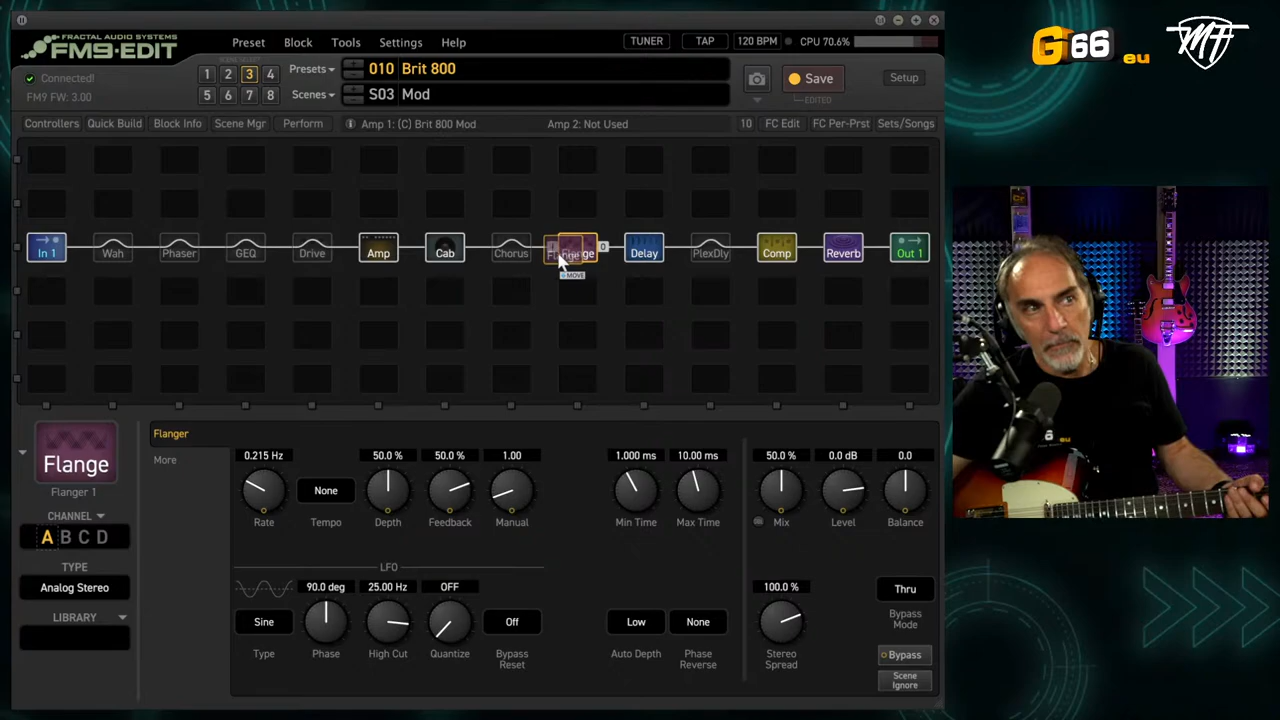 FRACTAL AUDIO SYSTEMS
FM9-EDIT
Preset Block Tools Settings Help
TUNER TAP 120 BPM CPU 70.6%
Connected!
FM9 FW: 3.00
1 2 3 4
5 6 7 8
Presets 010 Brit 800
Scenes S03 Mod
Save
EDITED
Setup
Controllers Quick Build Block Info Scene Mgr Perform
Amp 1: (C) Brit 800 Mod Amp 2: Not Used
10 FC Edit FC Per-Prst Sets/Songs
In 1 Wah Phaser GEQ Drive Amp Cab Chorus Flange Delay PlexDly Comp Reverb Out 1
MOVE
Flange
Flanger 1
CHANNEL
A B C D
TYPE
Analog Stereo
LIBRARY
Flanger
More
0.215 Hz 50.0 % 50.0 % 1.00 1.000 ms 10.00 ms 50.0 % 0.0 dB 0.0
None
Rate Tempo Depth Feedback Manual Min Time Max Time Mix Level Balance
LFO
90.0 deg 25.00 Hz OFF 100.0 % Thru
Sine Off Low None
Type Phase High Cut Quantize Bypass Reset Auto Depth Phase Reverse Stereo Spread
Bypass Mode
Bypass
Scene Ignore
G66
eu
MF